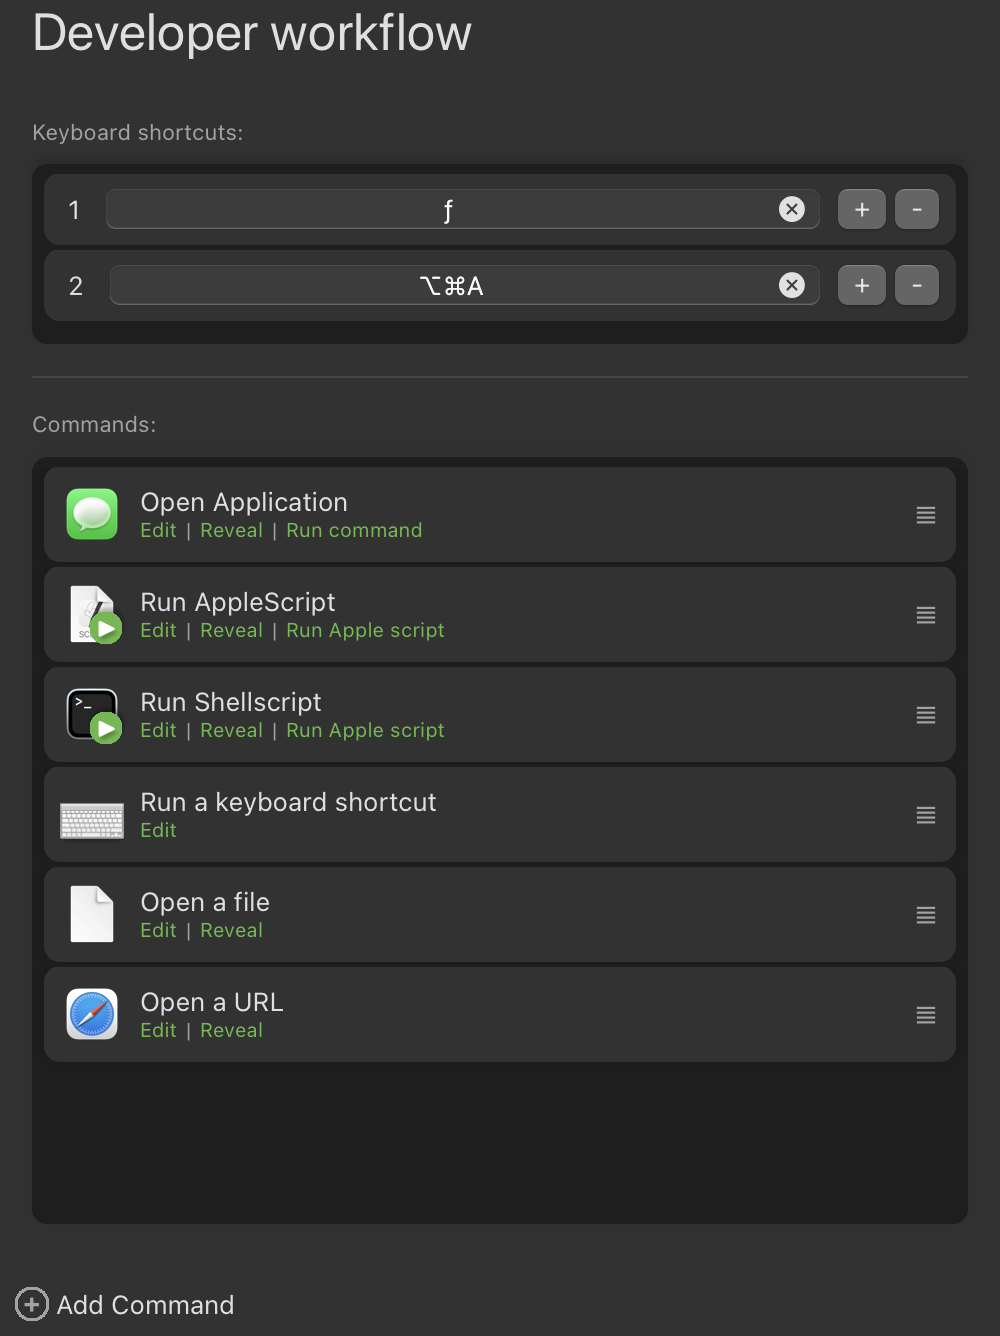 Developer workflow
Keyboard shortcuts:
1 ƒ + -
2 ⌥⌘A + -
Commands:
Open Application
Edit | Reveal | Run command
Run AppleScript
Edit | Reveal | Run Apple script
Run Shellscript
Edit | Reveal | Run Apple script
Run a keyboard shortcut
Edit
Open a file
Edit | Reveal
Open a URL
Edit | Reveal
Add Command